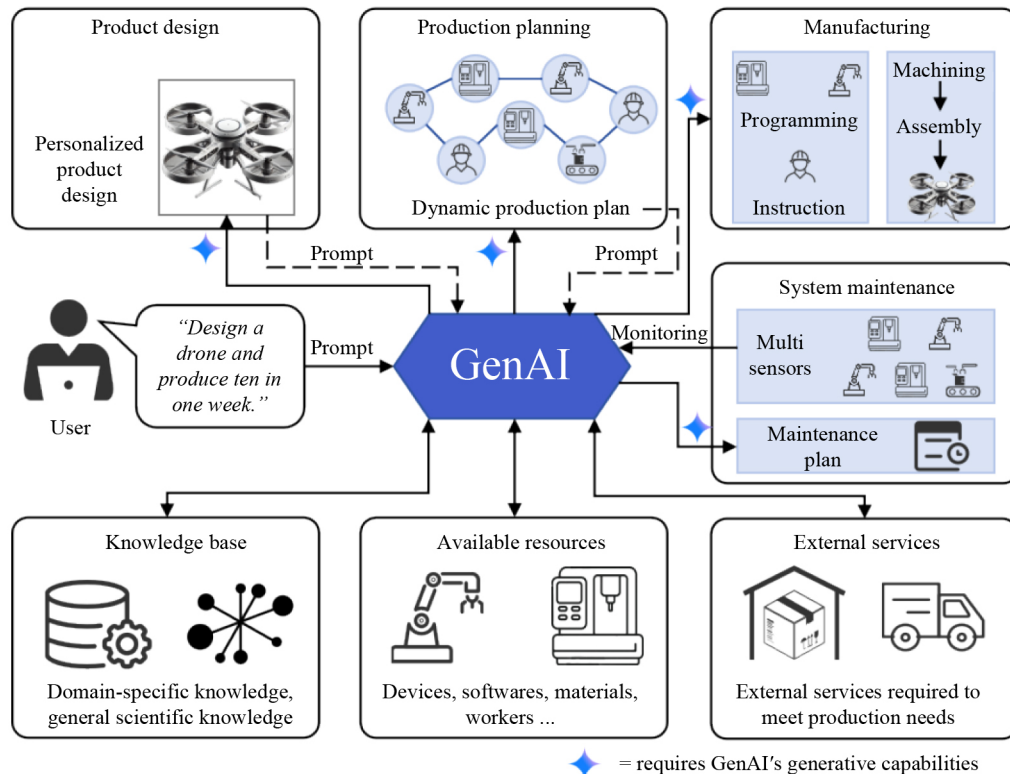 Product design
Personalized
product
design
Production planning
Dynamic production plan
Manufacturing
Programming
Instruction
Machining
Assembly
Prompt
Prompt
User
“Design a
drone and
produce ten in
one week.”
Prompt
GenAI
Monitoring
System maintenance
Multi
sensors
Maintenance
plan
Knowledge base
Domain-specific knowledge,
general scientific knowledge
Available resources
Devices, softwares, materials,
workers ...
External services
External services required to
meet production needs
= requires GenAI's generative capabilities